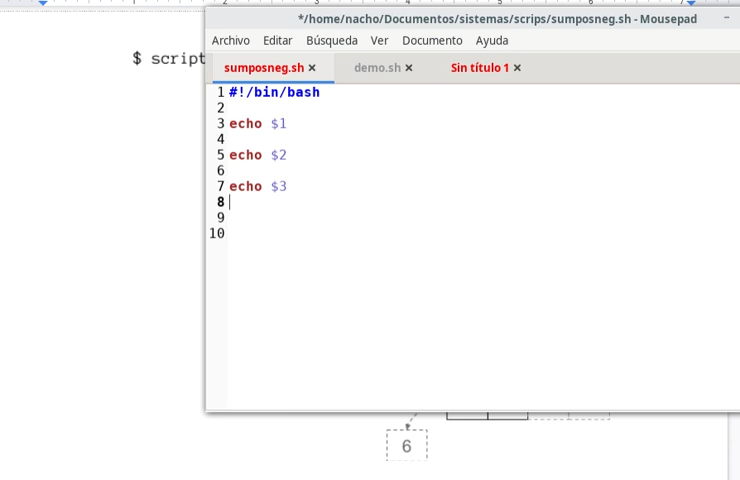 */home/nacho/Documentos/sistemas/scrips/sumposneg.sh - Mousepad
Archivo Editar Búsqueda Ver Documento Ayuda
$ script
sumposneg.sh × demo.sh × Sin título 1 ×
1 #!/bin/bash
2
3 echo $1
4
5 echo $2
6
7 echo $3
8
9
10
6